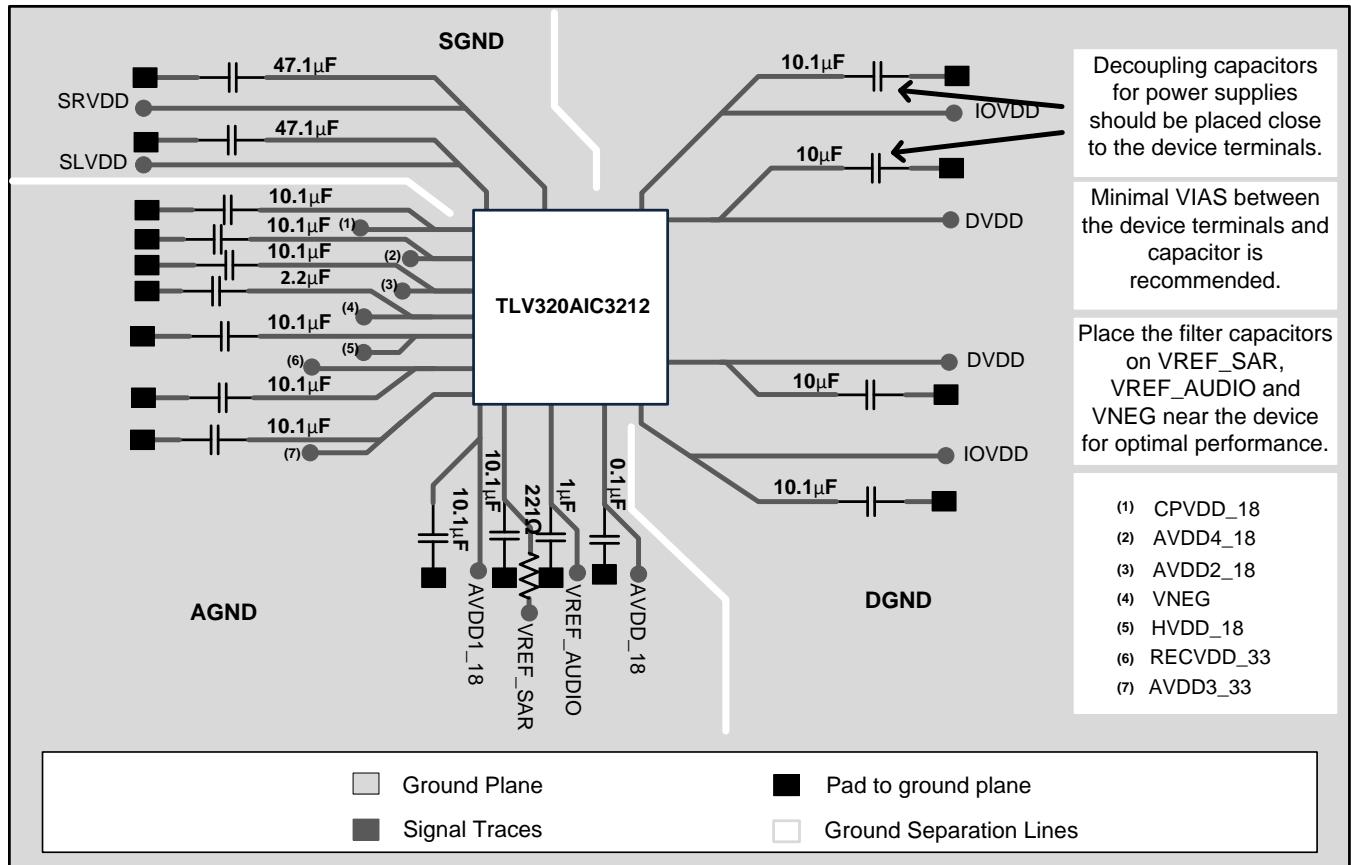 SGND
47.1μF
SRVDD
47.1μF
SLVDD
10.1μF
(1)
10.1μF
(2)
10.1μF
(3)
2.2μF
(4)
10.1μF
(5)
(6)
10.1μF
10.1μF
(7)
TLV320AIC3212
10.1μF
IOVDD
10μF
DVDD
DVDD
10μF
IOVDD
10.1μF
10.1μF
10.1μF
221Ω
1μF
0.1μF
AVDD1_18
VREF_SAR
VREF_AUDIO
AVDD_18
AGND
DGND
Decoupling capacitors
for power supplies
should be placed close
to the device terminals.
Minimal VIAS between
the device terminals and
capacitor is
recommended.
Place the filter capacitors
on VREF_SAR,
VREF_AUDIO and
VNEG near the device
for optimal performance.
(1) CPVDD_18
(2) AVDD4_18
(3) AVDD2_18
(4) VNEG
(5) HVDD_18
(6) RECVDD_33
(7) AVDD3_33
Ground Plane
Pad to ground plane
Signal Traces
Ground Separation Lines